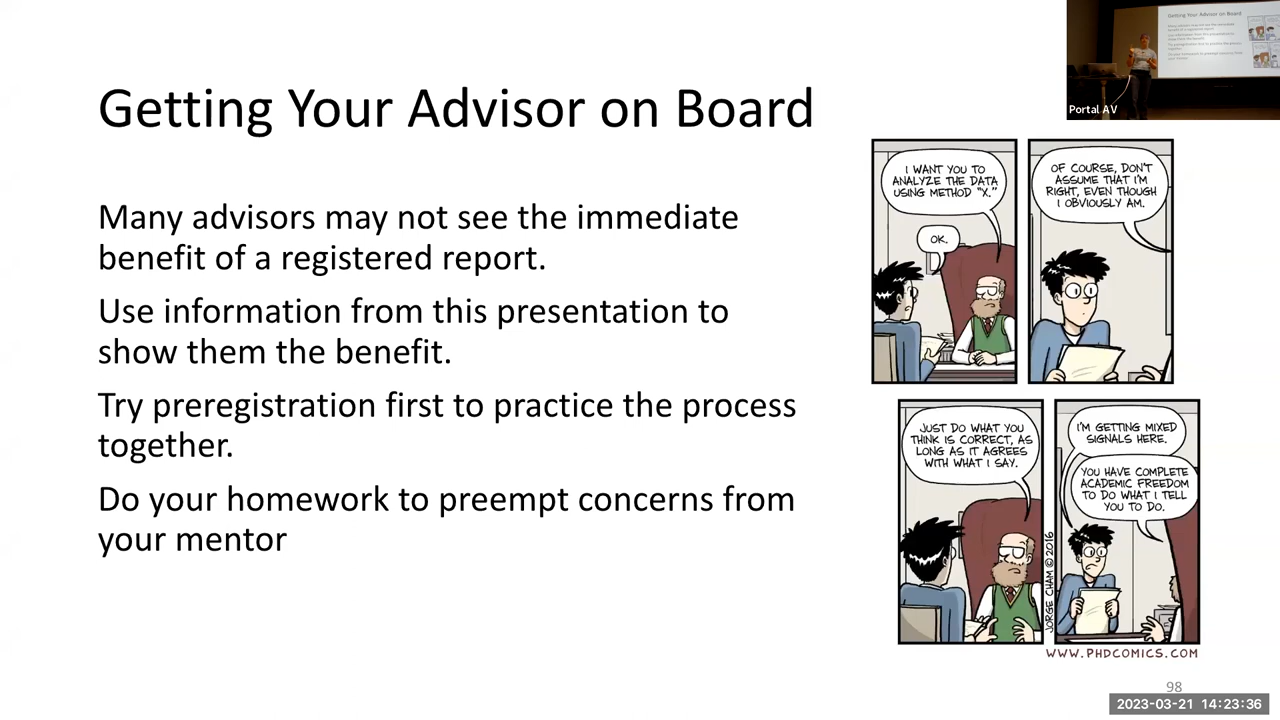 Getting Your Advisor on Board
Many advisors may not see the immediate
benefit of a registered report.
Use information from this presentation to
show them the benefit.
Try preregistration first to practice the process
together.
Do your homework to preempt concerns from
your mentor
Portal AV
I WANT YOU TO
ANALYZE THE DATA
USING METHOD "X."
OK.
OF COURSE, DON'T
ASSUME THAT I'M
RIGHT, EVEN THOUGH
I OBVIOUSLY AM.
JUST DO WHAT YOU
THINK IS CORRECT, AS
LONG AS IT AGREES
WITH WHAT I SAY.
I'M GETTING MIXED
SIGNALS HERE.
YOU HAVE COMPLETE
ACADEMIC FREEDOM
TO DO WHAT I TELL
YOU TO DO.
JORGE CHAM © 2016
WWW.PHDCOMICS.COM
98
2023-03-21 14:23:36